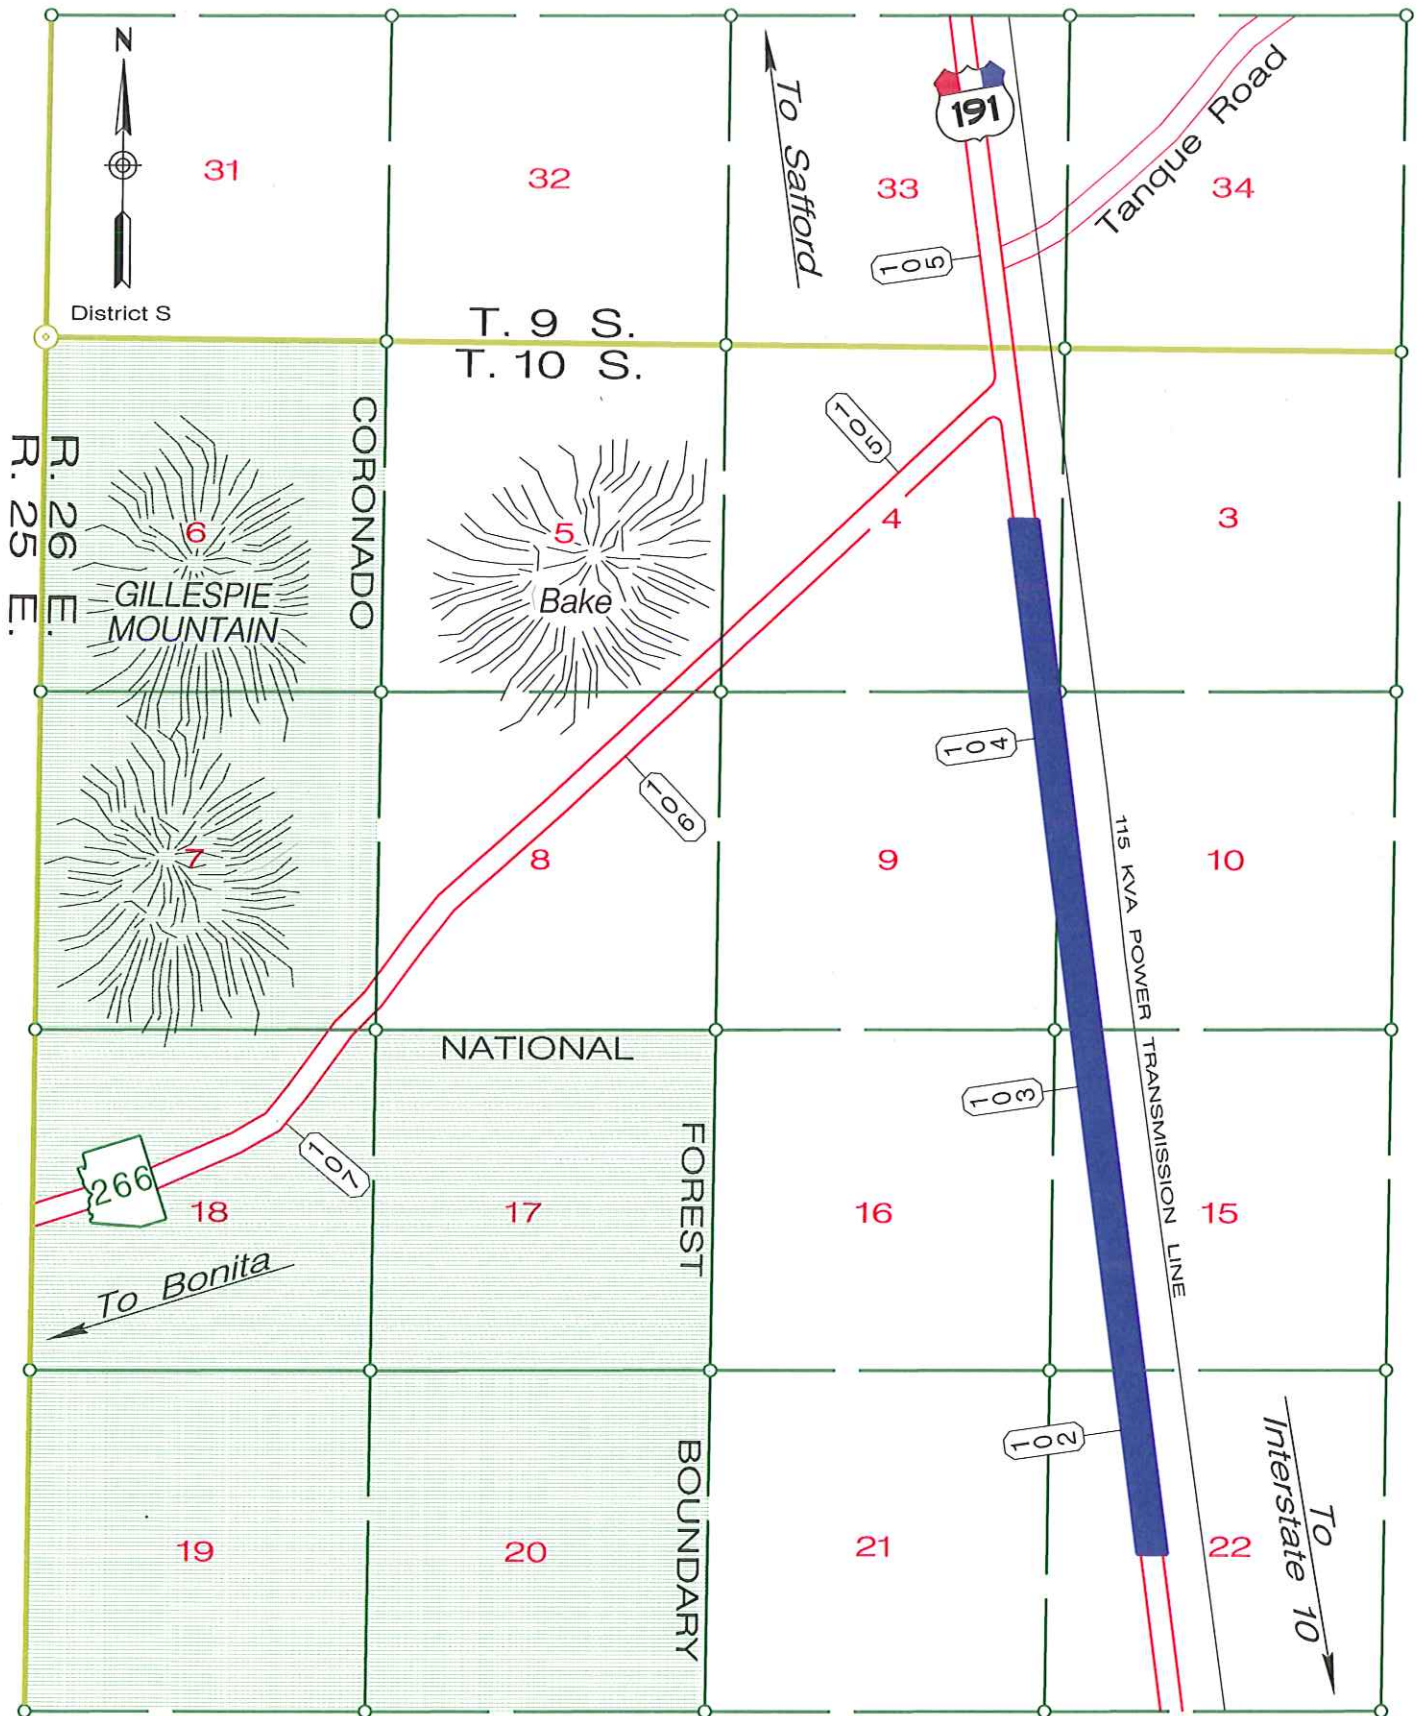 N
31
32
33
34
191
To Safford
Tanque Road
105
District S
T. 9 S.
T. 10 S.
R. 26 E.
R. 25 E.
CORONADO
105
6
5
4
3
GILLESPIE
MOUNTAIN
Bake
104
106
7
8
9
10
115 KVA POWER TRANSMISSION LINE
NATIONAL
FOREST
103
107
266
18
17
16
15
To Bonita
102
To
Interstate 10
BOUNDARY
19
20
21
22